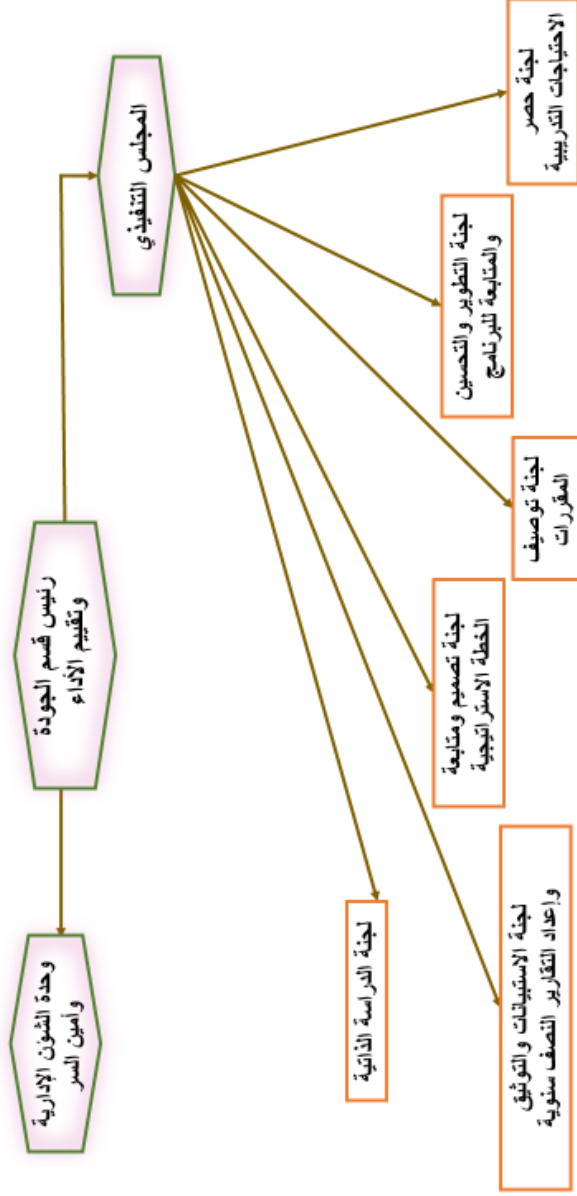 رئيس قسم الجودة
وتقييم الأداء
المجلس التنفيذي
وحدة الشؤن الإدارية
وأمين السر
لجنة حصر
الاحتياجات التدريبية
لجنة التطوير والتحسين
والمتابعة للبرنامج
لجنة توصيف
المقررات
لجنة تصميم ومتابعة
الخطة الاستراتيجية
لجنة الاستبيانات والتوثيق
وإعداد التقارير النصف سنوية
لجنة الدراسة الذاتية